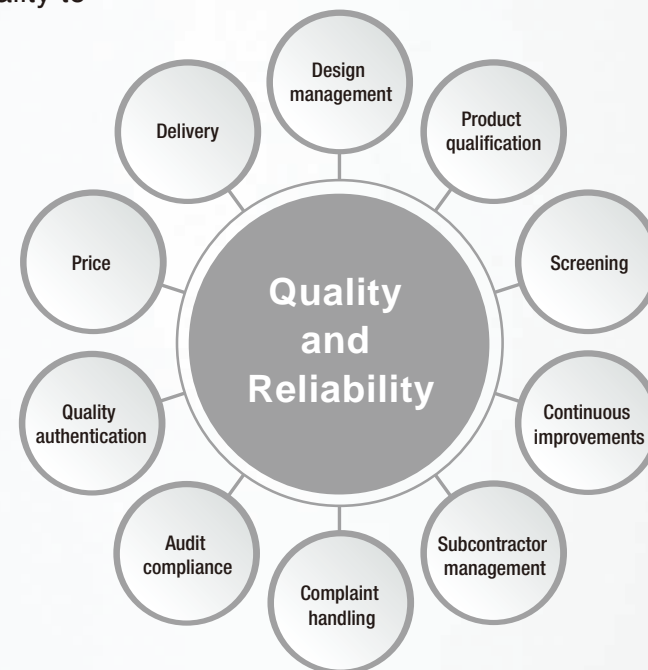 to
Design
management
Product
qualification
Screening
Continuous
improvements
Subcontractor
management
Complaint
handling
Audit
compliance
Quality
authentication
Price
Delivery
Quality
and
Reliability